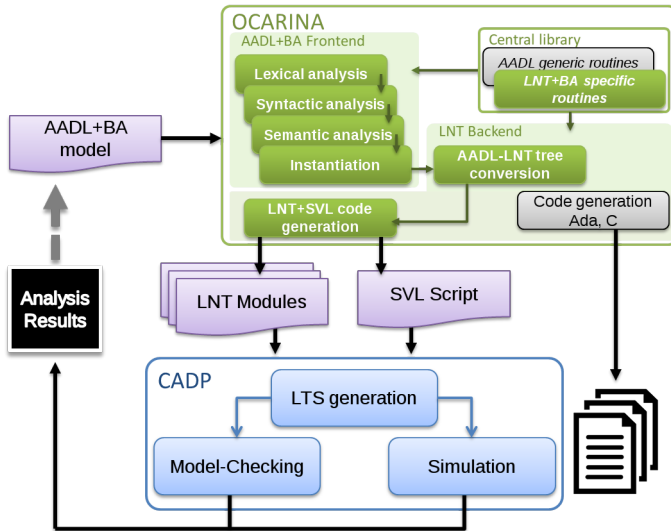 OCARINA
AADL+BA Frontend
Lexical analysis
Syntactic analysis
Semantic analysis
Instantiation
Central library
AADL generic routines
LNT+BA specific
routines
AADL+BA
model
LNT Backend
AADL-LNT tree
conversion
LNT+SVL code
generation
Code generation
Ada, C
Analysis
Results
LNT Modules
SVL Script
CADP
LTS generation
Model-Checking
Simulation